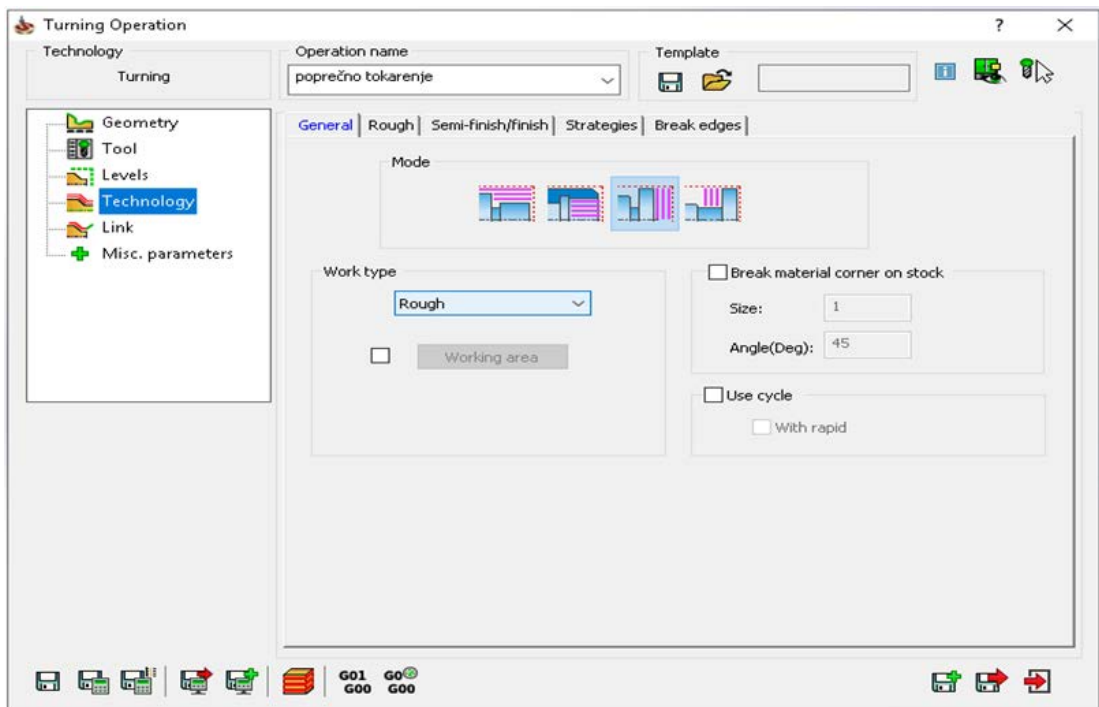 Turning Operation
?
Technology
Turning
Operation name
poprečno tokarenje
Template
Geometry
Tool
Levels
Technology
Link
Misc. parameters
General
Rough
Semi-finish/finish
Strategies
Break edges
Mode
Work type
Rough
Working area
Break material corner on stock
Size:
1
Angle(Deg):
45
Use cycle
With rapid
G01
G00
G0
G00